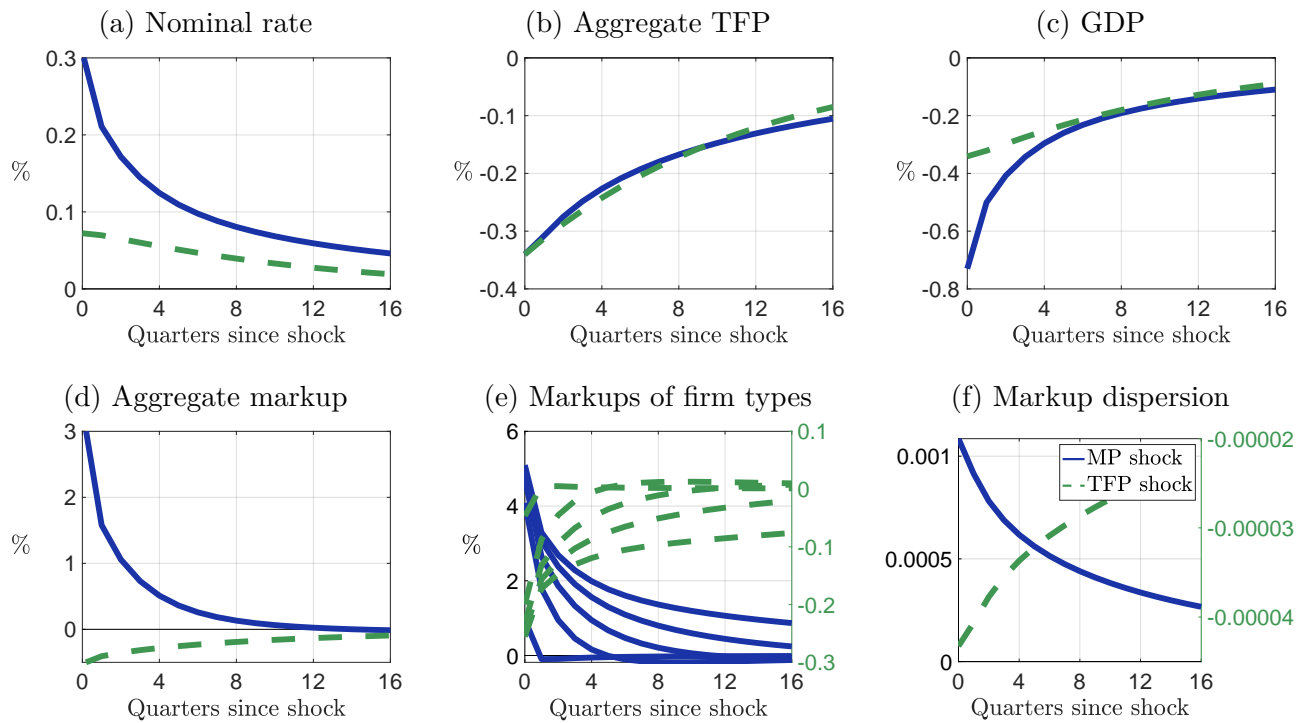 (a) Nominal rate
0.3
0.2
%
0.1
0
0 4 8 12 16
Quarters since shock
(b) Aggregate TFP
0
-0.1
% -0.2
-0.3
-0.4
0 4 8 12 16
Quarters since shock
(c) GDP
0
-0.2
% -0.4
-0.6
-0.8
0 4 8 12 16
Quarters since shock
(d) Aggregate markup
3
2
%
1
0
0 4 8 12 16
Quarters since shock
(e) Markups of firm types
6 0.1
4 0
%
-0.1
2
-0.2
0 -0.3
0 4 8 12 16
Quarters since shock
(f) Markup dispersion
-0.00002
0.001
MP shock
TFP shock
-0.00003
0.0005
-0.00004
0
0 4 8 12 16
Quarters since shock